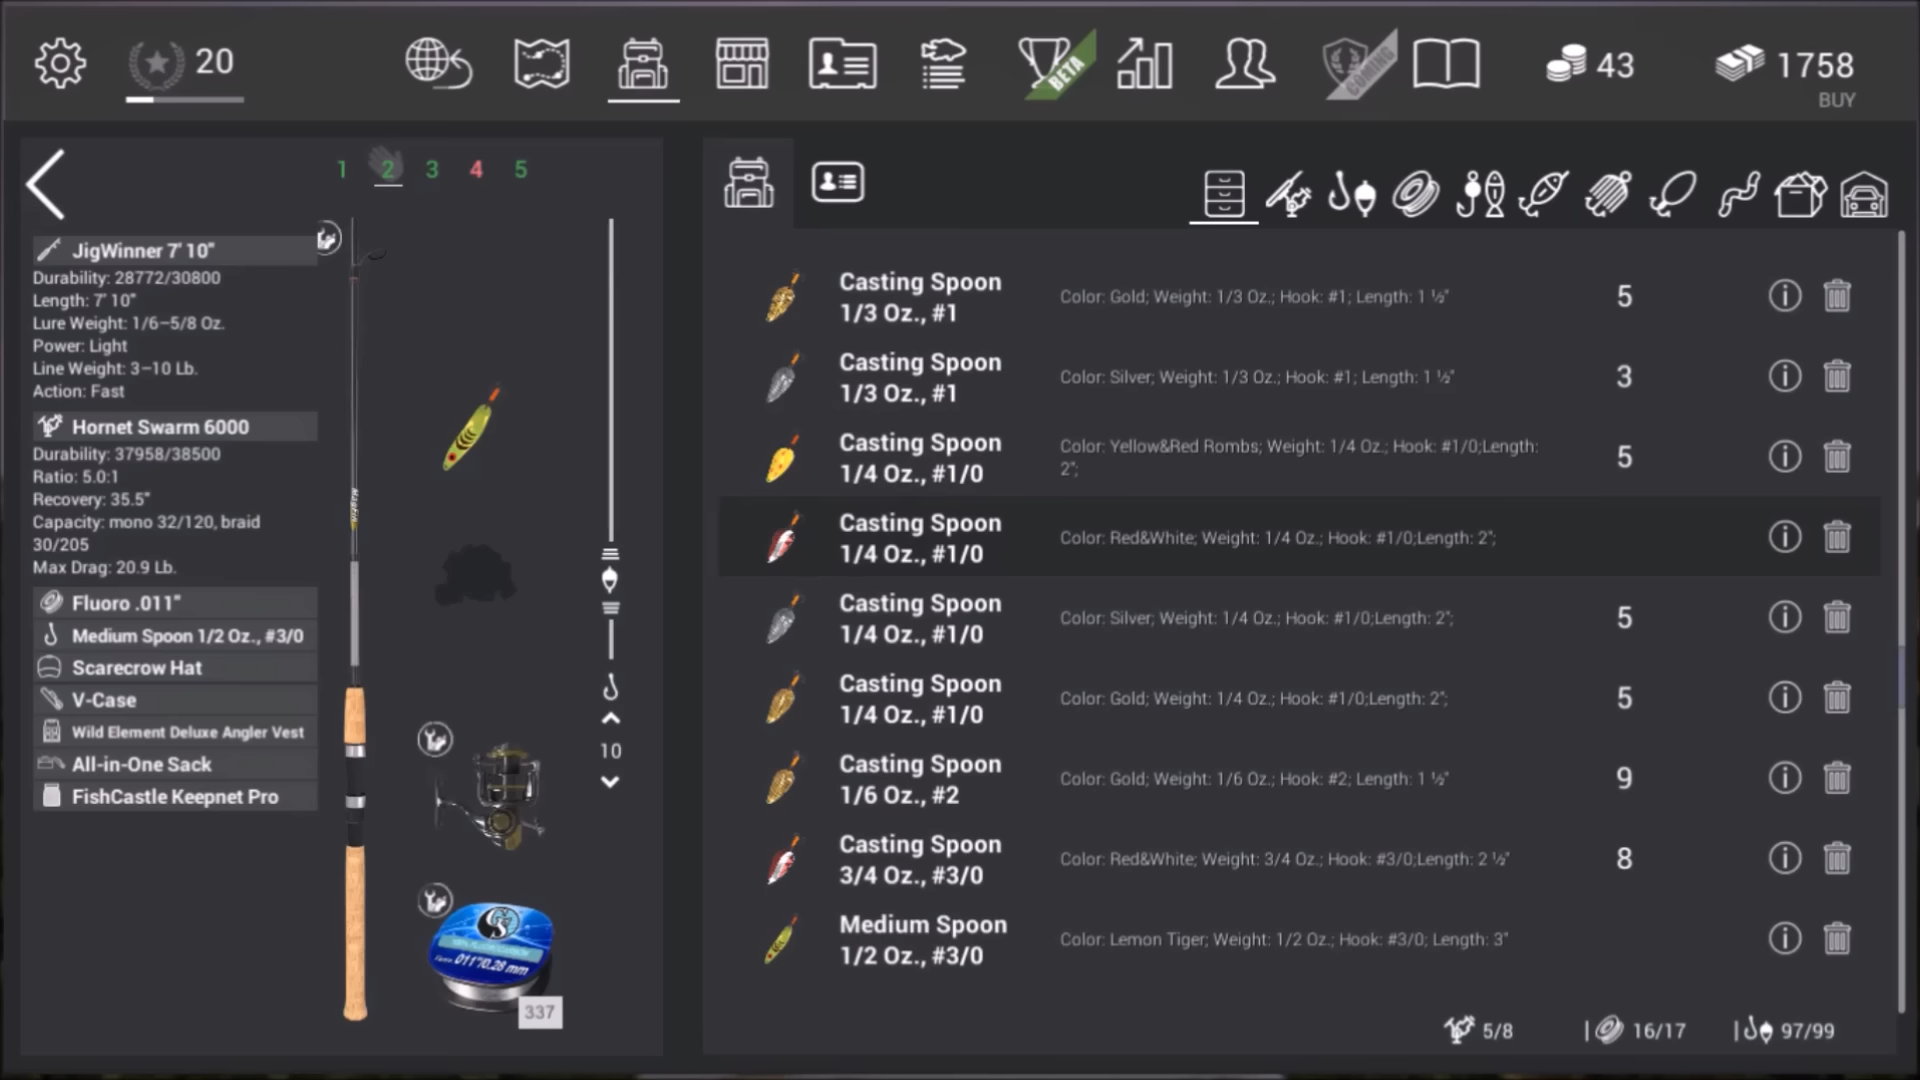 20
BETA
COMING
43
1758
BUY
1 2 3 4 5
JigWinner 7' 10"
Durability: 28772/30800
Length: 7' 10"
Lure Weight: 1/6–5/8 Oz.
Power: Light
Line Weight: 3–10 Lb.
Action: Fast
Hornet Swarm 6000
Durability: 37958/38500
Ratio: 5.0:1
Recovery: 35.5"
Capacity: mono 32/120, braid
30/205
Max Drag: 20.9 Lb.
Fluoro .011"
Medium Spoon 1/2 Oz., #3/0
Scarecrow Hat
V-Case
Wild Element Deluxe Angler Vest
All-in-One Sack
FishCastle Keepnet Pro
10
.011"/0.28 mm
337
Casting Spoon
1/3 Oz., #1
Color: Gold; Weight: 1/3 Oz.; Hook: #1; Length: 1 ½"
5
Casting Spoon
1/3 Oz., #1
Color: Silver; Weight: 1/3 Oz.; Hook: #1; Length: 1 ½"
3
Casting Spoon
1/4 Oz., #1/0
Color: Yellow&Red Rombs; Weight: 1/4 Oz.; Hook: #1/0;Length:
2";
5
Casting Spoon
1/4 Oz., #1/0
Color: Red&White; Weight: 1/4 Oz.; Hook: #1/0;Length: 2";
Casting Spoon
1/4 Oz., #1/0
Color: Silver; Weight: 1/4 Oz.; Hook: #1/0;Length: 2";
5
Casting Spoon
1/4 Oz., #1/0
Color: Gold; Weight: 1/4 Oz.; Hook: #1/0;Length: 2";
5
Casting Spoon
1/6 Oz., #2
Color: Gold; Weight: 1/6 Oz.; Hook: #2; Length: 1 ½"
9
Casting Spoon
3/4 Oz., #3/0
Color: Red&White; Weight: 3/4 Oz.; Hook: #3/0;Length: 2 ½"
8
Medium Spoon
1/2 Oz., #3/0
Color: Lemon Tiger; Weight: 1/2 Oz.; Hook: #3/0; Length: 3"
5/8
16/17
97/99